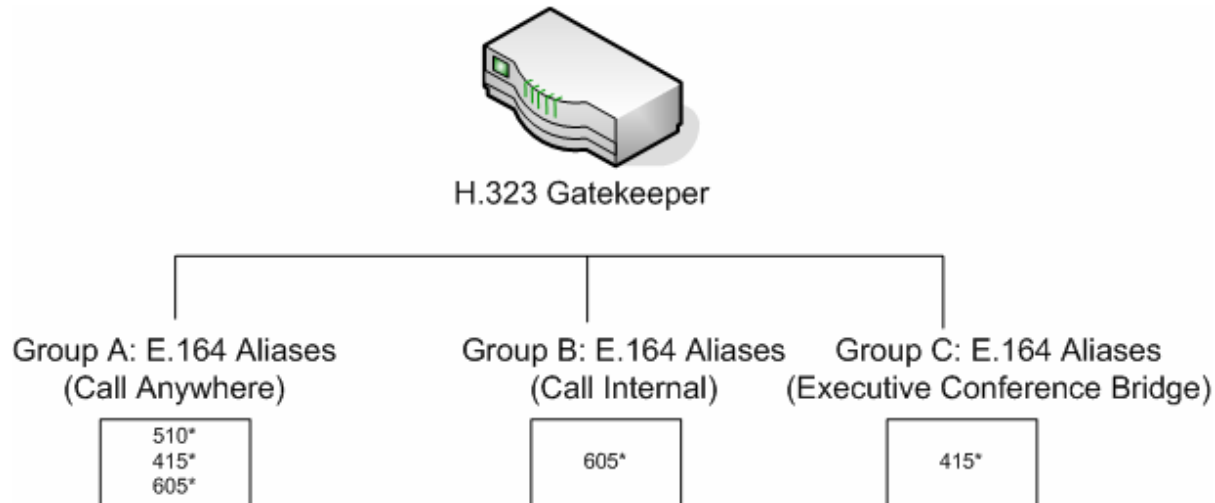 H.323 Gatekeeper
Group A: E.164 Aliases
(Call Anywhere)
510*
415*
605*
Group B: E.164 Aliases
(Call Internal)
605*
Group C: E.164 Aliases
(Executive Conference Bridge)
415*